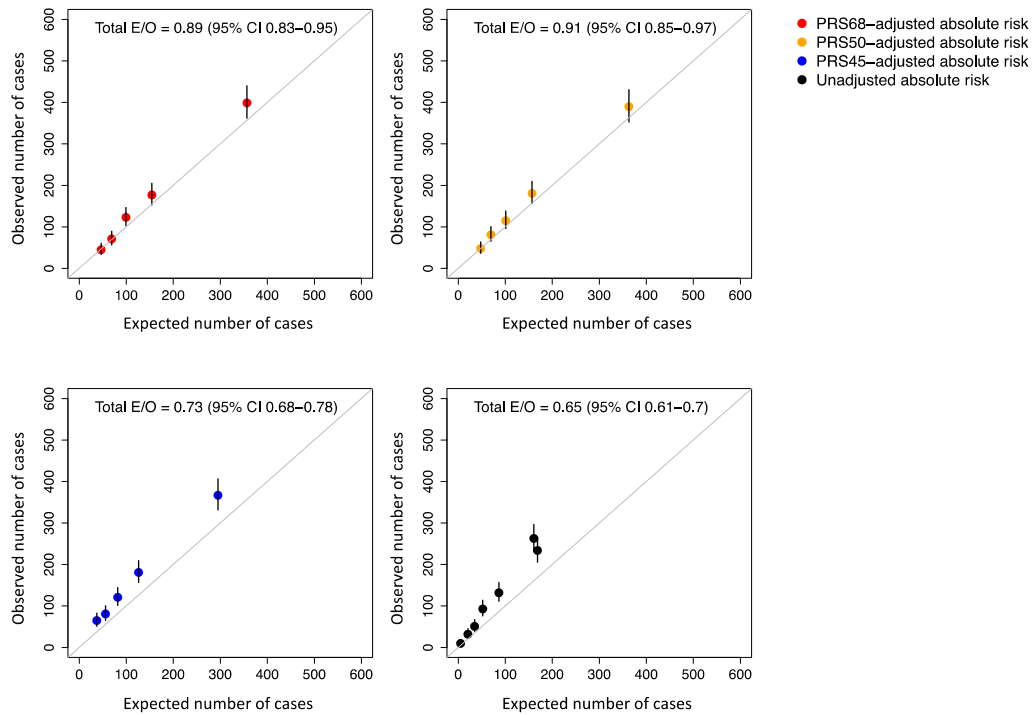 Total E/O = 0.89 (95% CI 0.83−0.95)
Observed number of cases
0 100 200 300 400 500 600
0 100 200 300 400 500 600
Expected number of cases
Total E/O = 0.91 (95% CI 0.85−0.97)
Observed number of cases
0 100 200 300 400 500 600
0 100 200 300 400 500 600
Expected number of cases
PRS68−adjusted absolute risk
PRS50−adjusted absolute risk
PRS45−adjusted absolute risk
Unadjusted absolute risk
Total E/O = 0.73 (95% CI 0.68−0.78)
Observed number of cases
0 100 200 300 400 500 600
0 100 200 300 400 500 600
Expected number of cases
Total E/O = 0.65 (95% CI 0.61−0.7)
Observed number of cases
0 100 200 300 400 500 600
0 100 200 300 400 500 600
Expected number of cases